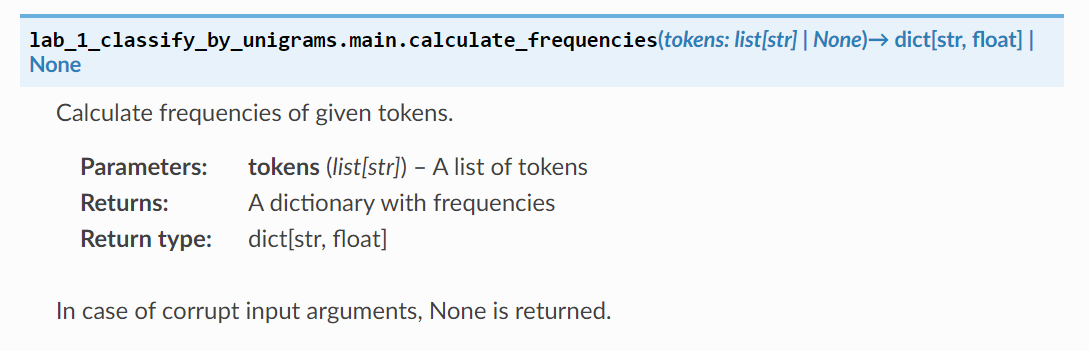 lab_1_classify_by_unigrams.main.calculate_frequencies(tokens: list[str] | None)→ dict[str, float] |
None
Calculate frequencies of given tokens.
Parameters: tokens (list[str]) – A list of tokens
Returns: A dictionary with frequencies
Return type: dict[str, float]
In case of corrupt input arguments, None is returned.